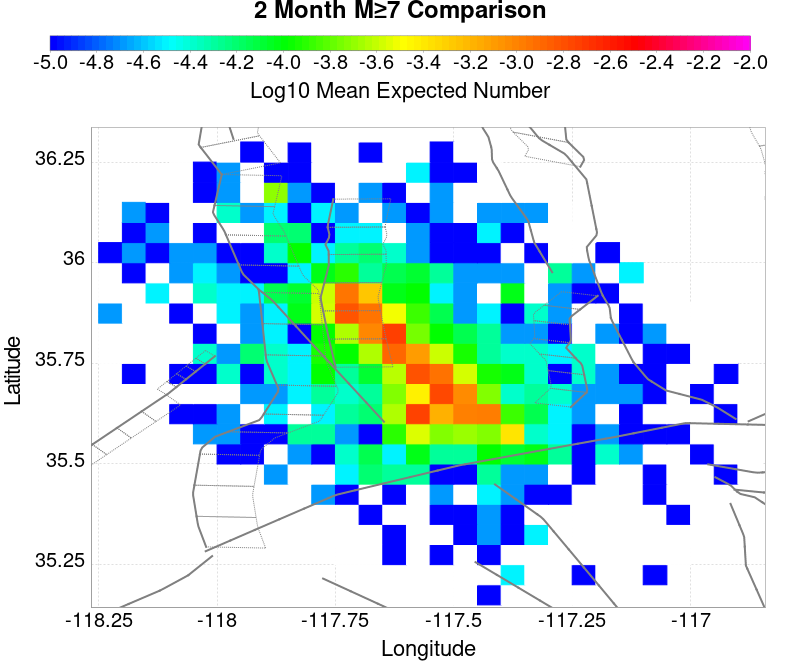 2 Month M≥7 Comparison
-5.0 -4.8 -4.6 -4.4 -4.2 -4.0 -3.8 -3.6 -3.4 -3.2 -3.0 -2.8 -2.6 -2.4 -2.2 -2.0
Log10 Mean Expected Number
36.25
36
35.75
35.5
35.25
Latitude
-118.25 -118 -117.75 -117.5 -117.25 -117
Longitude